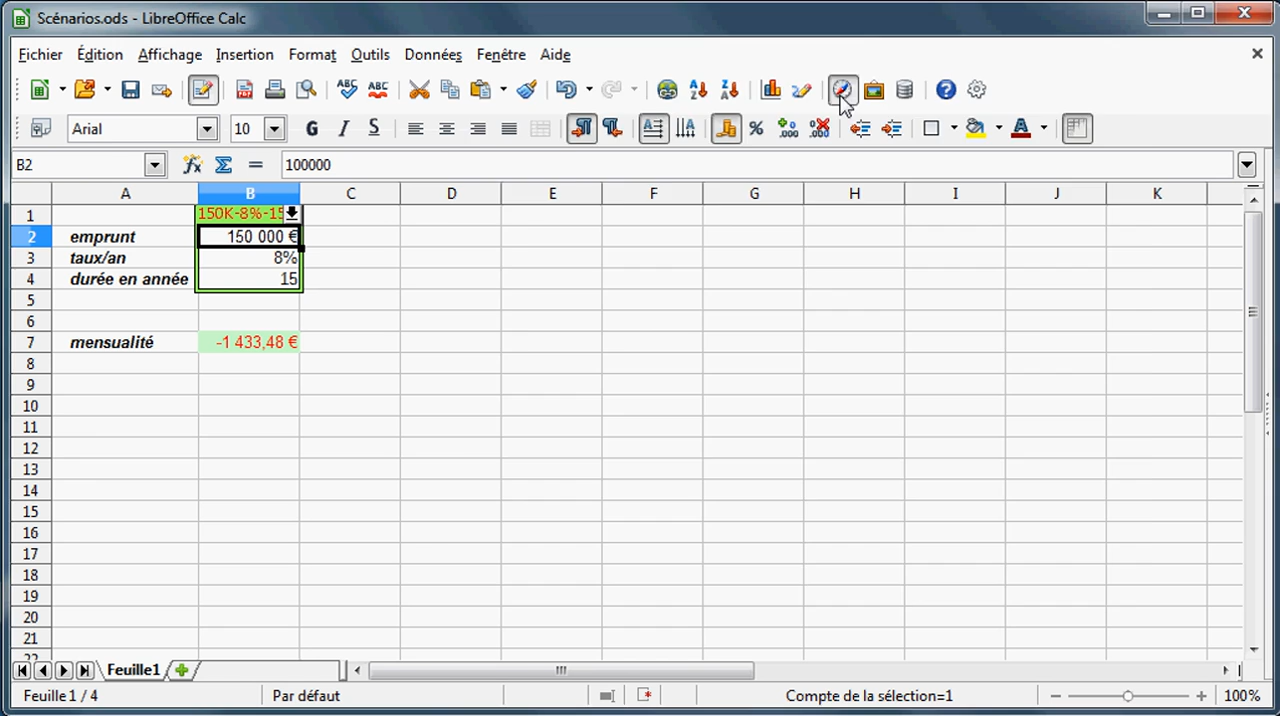 Scénarios.ods - LibreOffice Calc
Fichier Édition Affichage Insertion Format Outils Données Fenêtre Aide
Arial 10 G I S %
B2 = 100000
A B C D E F G H I J K
1 150K-8%-15
2 emprunt 150 000 €
3 taux/an 8%
4 durée en année 15
5
6
7 mensualité -1 433,48 €
8
9
10
11
12
13
14
15
16
17
18
19
20
21
22
Feuille1
Feuille 1 / 4 Par défaut Compte de la sélection=1 100%